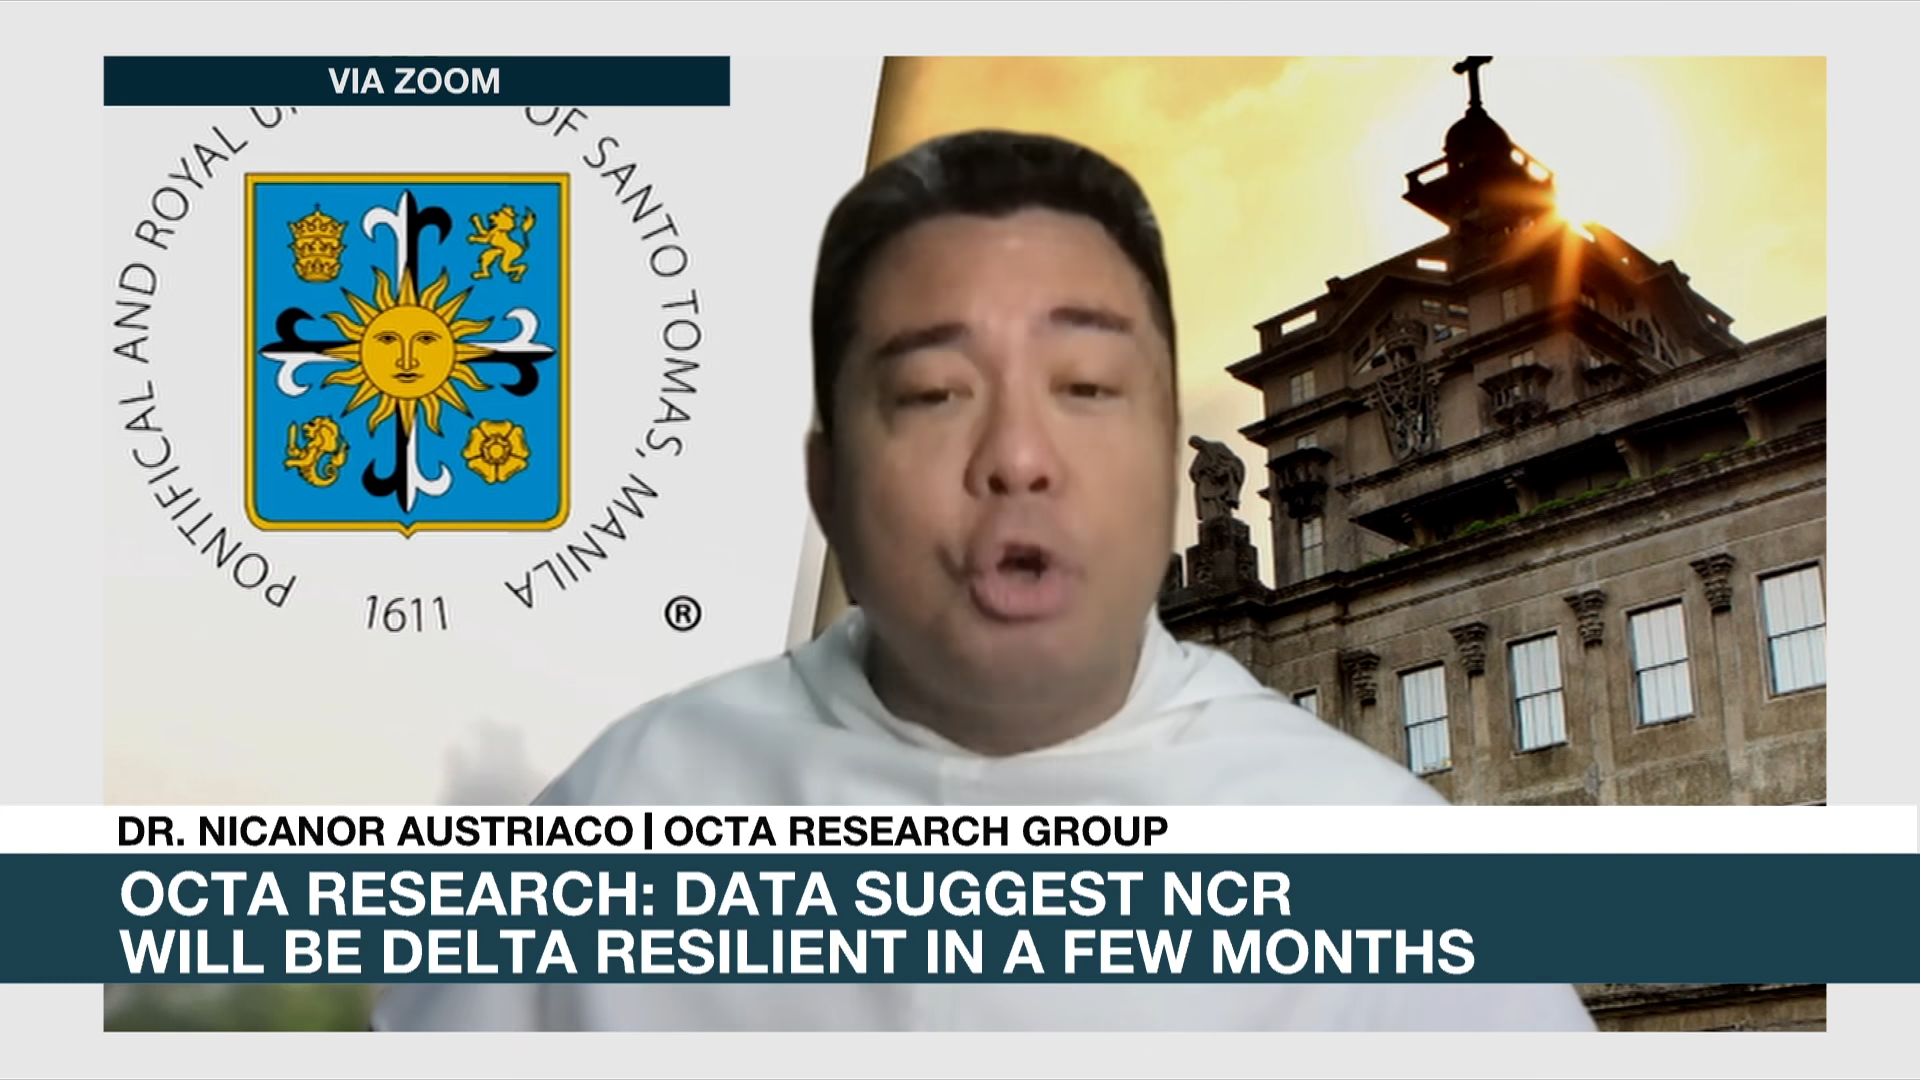 VIA ZOOM
PONTIFICAL AND ROYAL OF SANTO TOMAS, MANILA
1611
®
DR. NICANOR AUSTRIACO | OCTA RESEARCH GROUP
OCTA RESEARCH: DATA SUGGEST NCR
WILL BE DELTA RESILIENT IN A FEW MONTHS